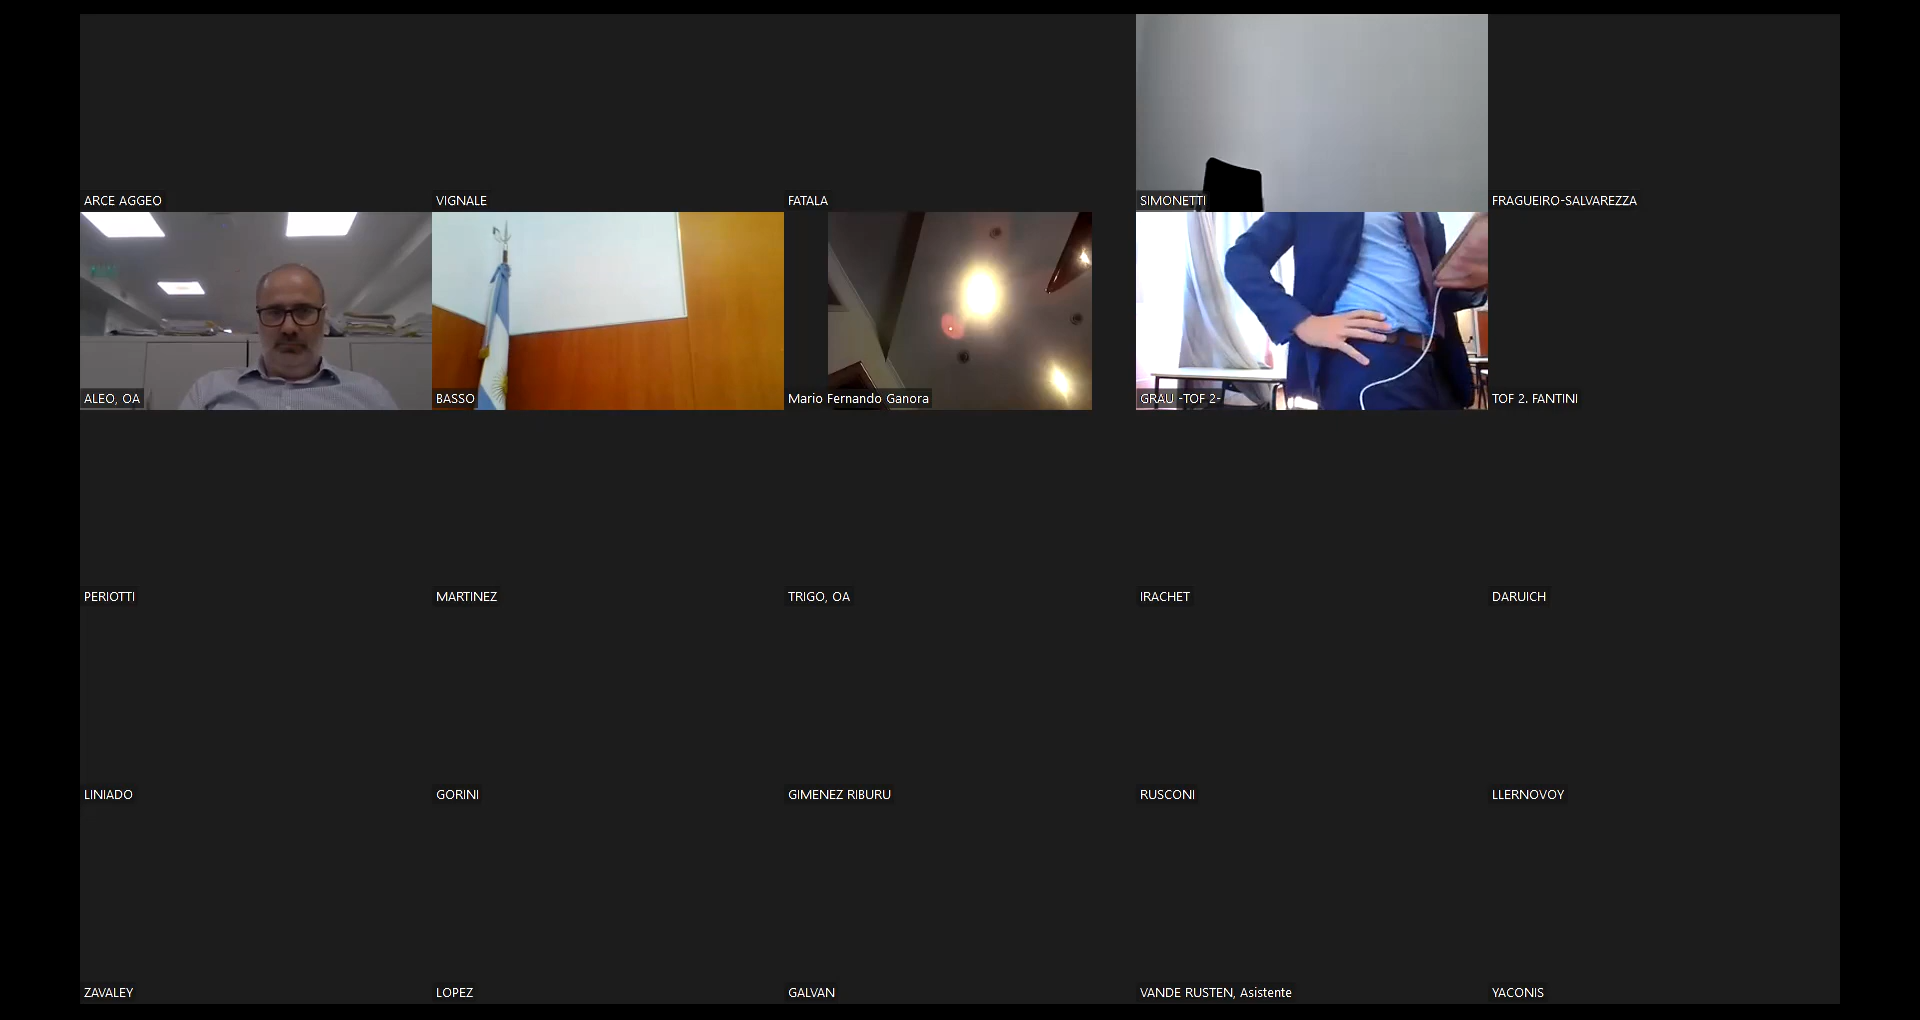 ARCE AGGEO
VIGNALE
FATALA
SIMONETTI
FRAGUEIRO-SALVAREZZA
ALEO, OA
BASSO
Mario Fernando Ganora
GRAU -TOF 2-
TOF 2. FANTINI
PERIOTTI
MARTINEZ
TRIGO, OA
IRACHET
DARUICH
LINIADO
GORINI
GIMENEZ RIBURU
RUSCONI
LLERNOVOY
ZAVALEY
LOPEZ
GALVAN
VANDE RUSTEN, Asistente
YACONIS